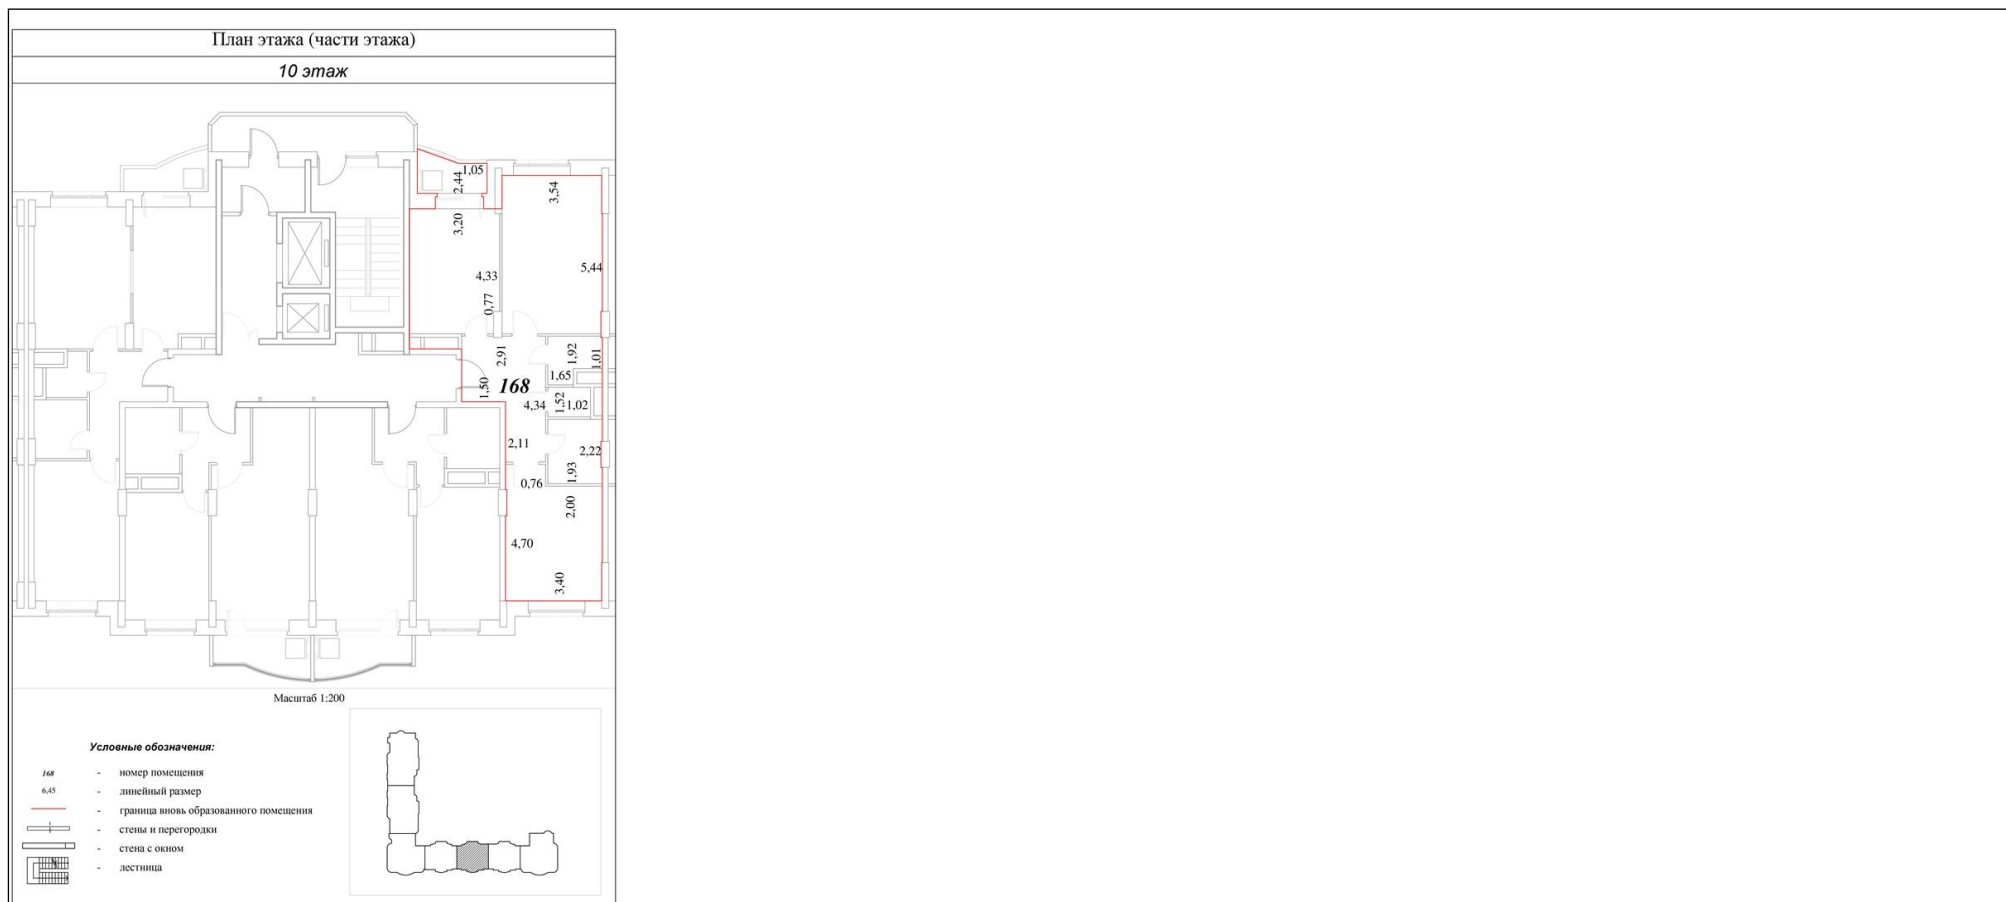 План этажа (части этажа)
10 этаж
1,05
2,44
3,54
3,20
5,44
4,33
0,77
2,91
1,92
1,01
1,65
1,50
168
4,34
1,52
1,02
2,11
2,22
1,93
0,76
2,00
4,70
3,40
Масштаб 1:200
Условные обозначения:
168 - номер помещения
6,45 - линейный размер
- граница вновь образованного помещения
- стены и перегородки
- стена с окном
- лестница